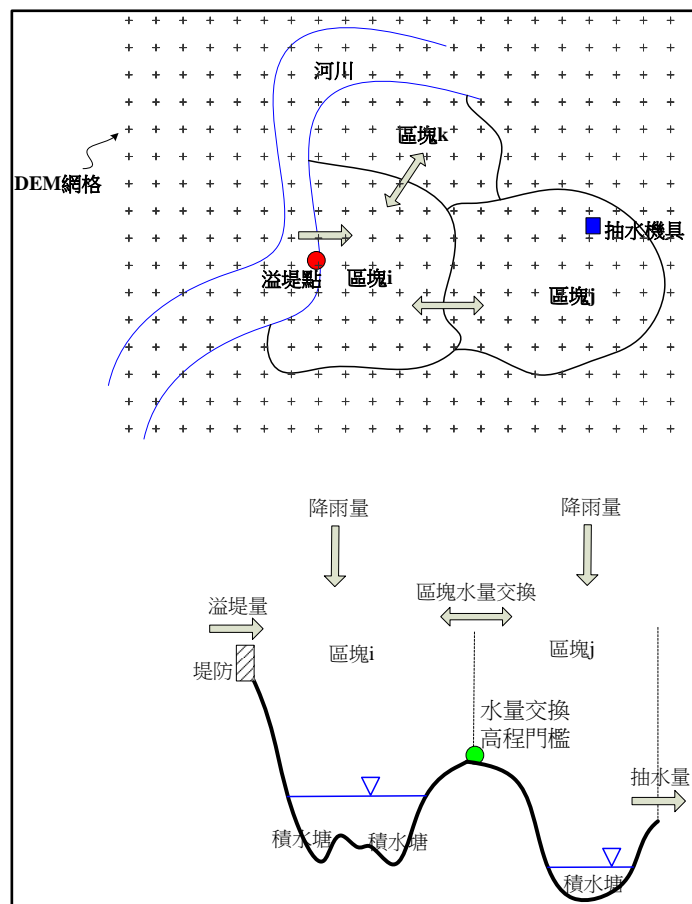 河川
區塊k
DEM網格
抽水機具
溢堤點
區塊i
區塊j
降雨量
降雨量
區塊水量交換
溢堤量
區塊i
區塊j
堤防
水量交換
高程門檻
抽水量
積水塘
積水塘
積水塘